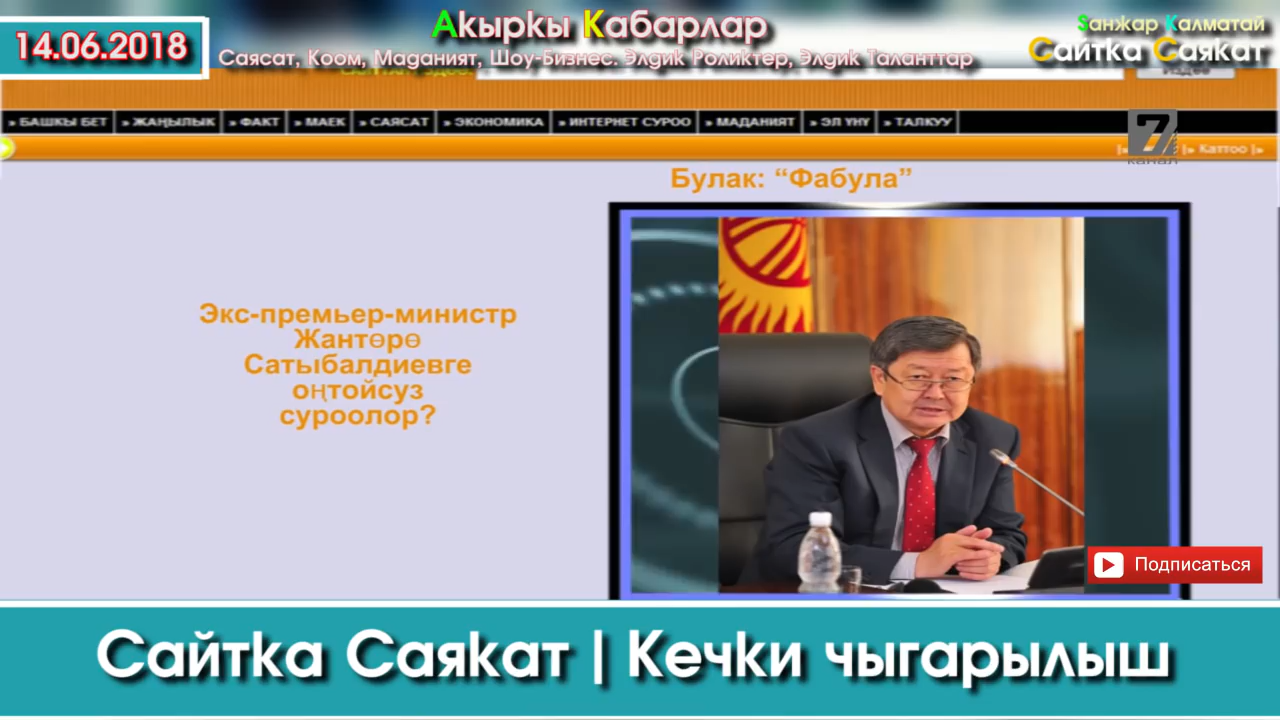 14.06.2018
Акыркы Кабарлар
Саясат, Коом, Маданият, Шоу-Бизнес. Элдик Роликтер, Элдик Таланттар
Sанжар Калматай
Сайтка Саякат
» БАШКЫ БЕТ » ЖАҢЫЛЫК » ФАКТ » МАЕК » САЯСАТ » ЭКОНОМИКА » ИНТЕРНЕТ СУРОО » МАДАНИЯТ » ЭЛ ҮНҮ » ТАЛКУУ
7
КАНАЛ
|» Каттоо |»
Булак: “Фабула”
Экс-премьер-министр
Жантөрө
Сатыбалдиевге
оңтойсуз
суроолор?
Подписаться
Сайтка Саякат | Кечки чыгарылыш